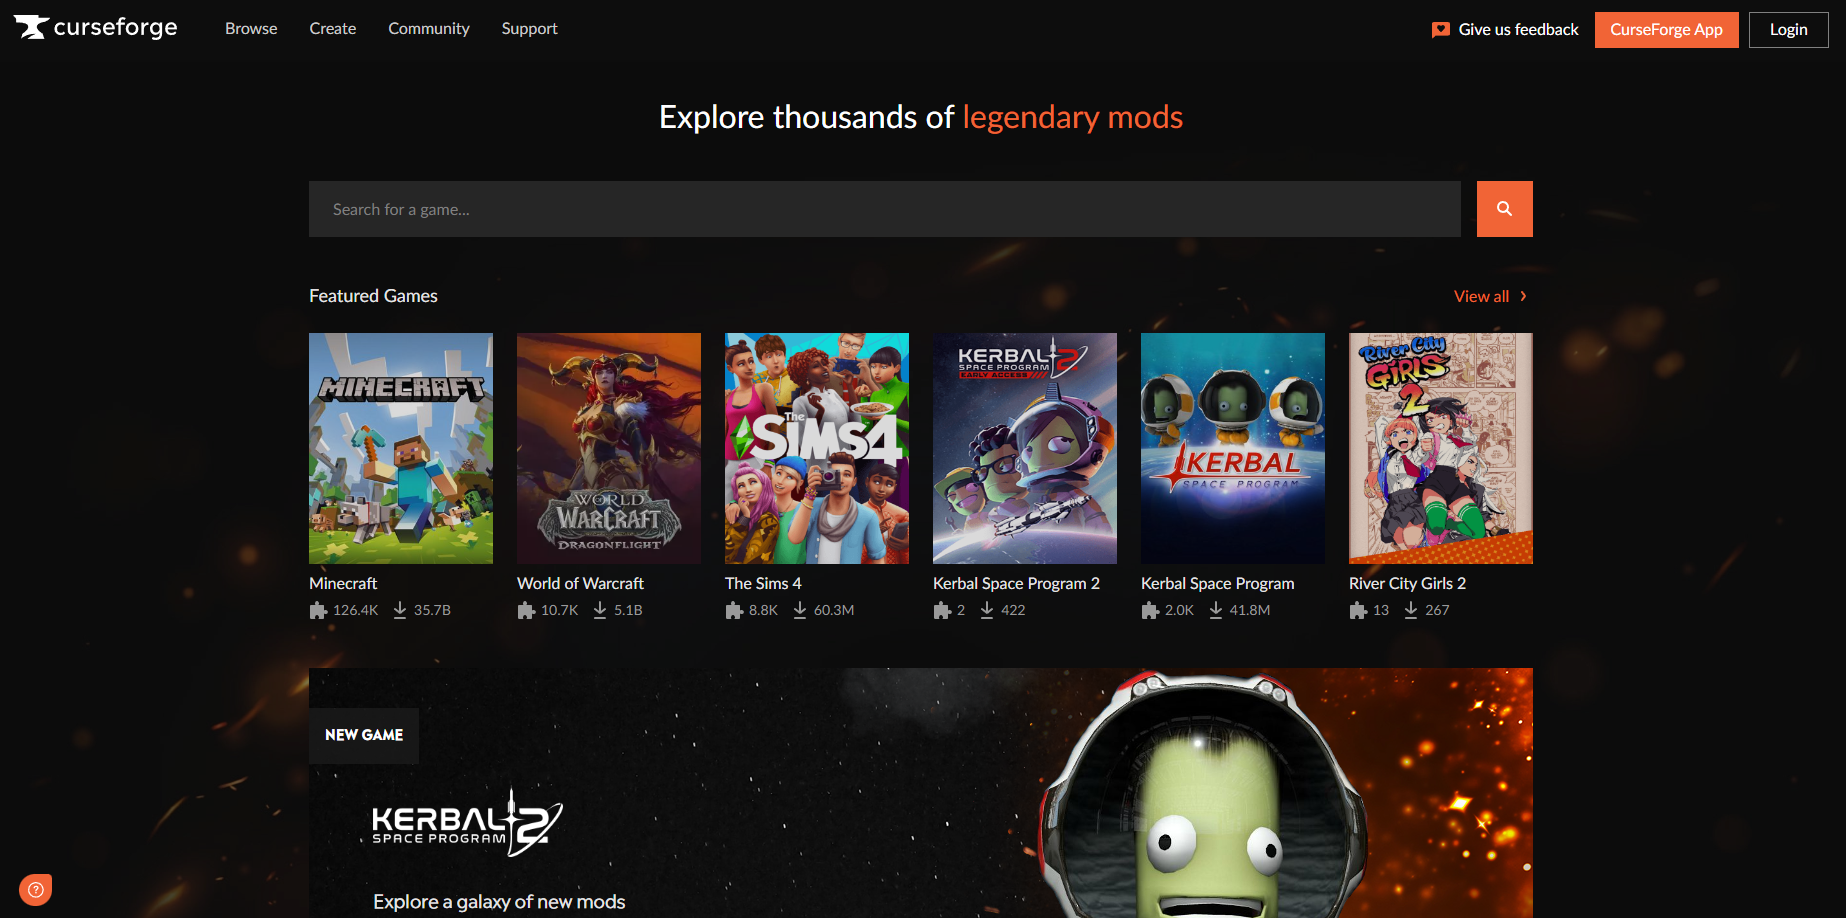 curseforge
Browse
Create
Community
Support
Give us feedback
CurseForge App
Login
Explore thousands of legendary mods
Search for a game...
Featured Games
View all
MINECRAFT
WORLD
WARCRAFT
DRAGONFLIGHT
The
SIMS 4
KERBAL 2
SPACE PROGRAM
EARLY ACCESS
KERBAL
SPACE PROGRAM
River City
GIRLS
2
Minecraft
126.4K 35.7B
World of Warcraft
10.7K 5.1B
The Sims 4
8.8K 60.3M
Kerbal Space Program 2
2 422
Kerbal Space Program
2.0K 41.8M
River City Girls 2
13 267
NEW GAME
KERBAL 2
SPACE PROGRAM
Explore a galaxy of new mods